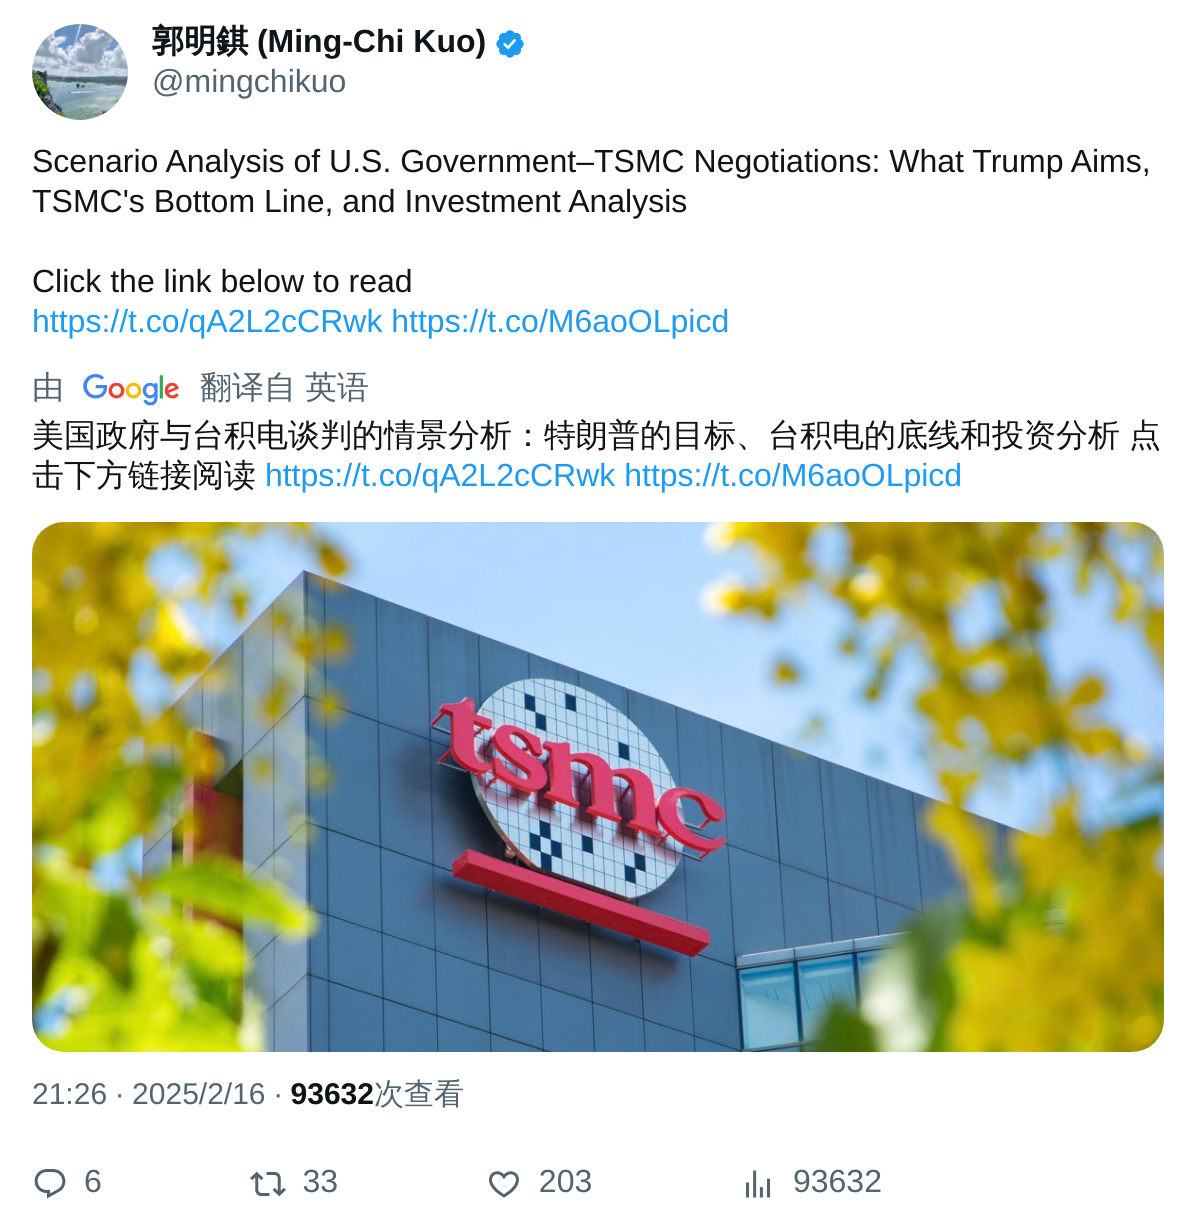 郭明錤 (Ming-Chi Kuo)
@mingchikuo
Scenario Analysis of U.S. Government–TSMC Negotiations: What Trump Aims,
TSMC's Bottom Line, and Investment Analysis
Click the link below to read
https://t.co/qA2L2cCRwk https://t.co/M6aoOLpicd
由 Google 翻译自 英语
美国政府与台积电谈判的情景分析：特朗普的目标、台积电的底线和投资分析 点
击下方链接阅读 https://t.co/qA2L2cCRwk https://t.co/M6aoOLpicd
tsmc
21:26 · 2025/2/16 · 93632次查看
6 33 203 93632